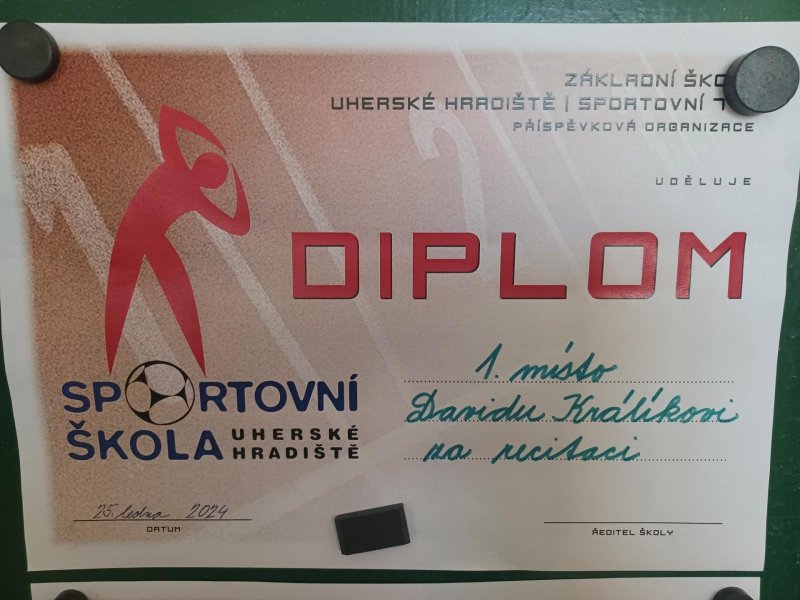 ZÁKLADNÍ
UHERSKÉ HRADIŠTĚ | SPORTOVNÍ
PŘÍSPĚVKOVÁ ORGANIZACE
UDĚLUJE
DIPLOM
1. místo
Davidu Králíkovi
za recitaci
SPORTOVNÍ
ŠKOLA UHERSKÉ
HRADIŠTĚ
25. ledna 2024
DATUM
ŘEDITEL ŠKOLY